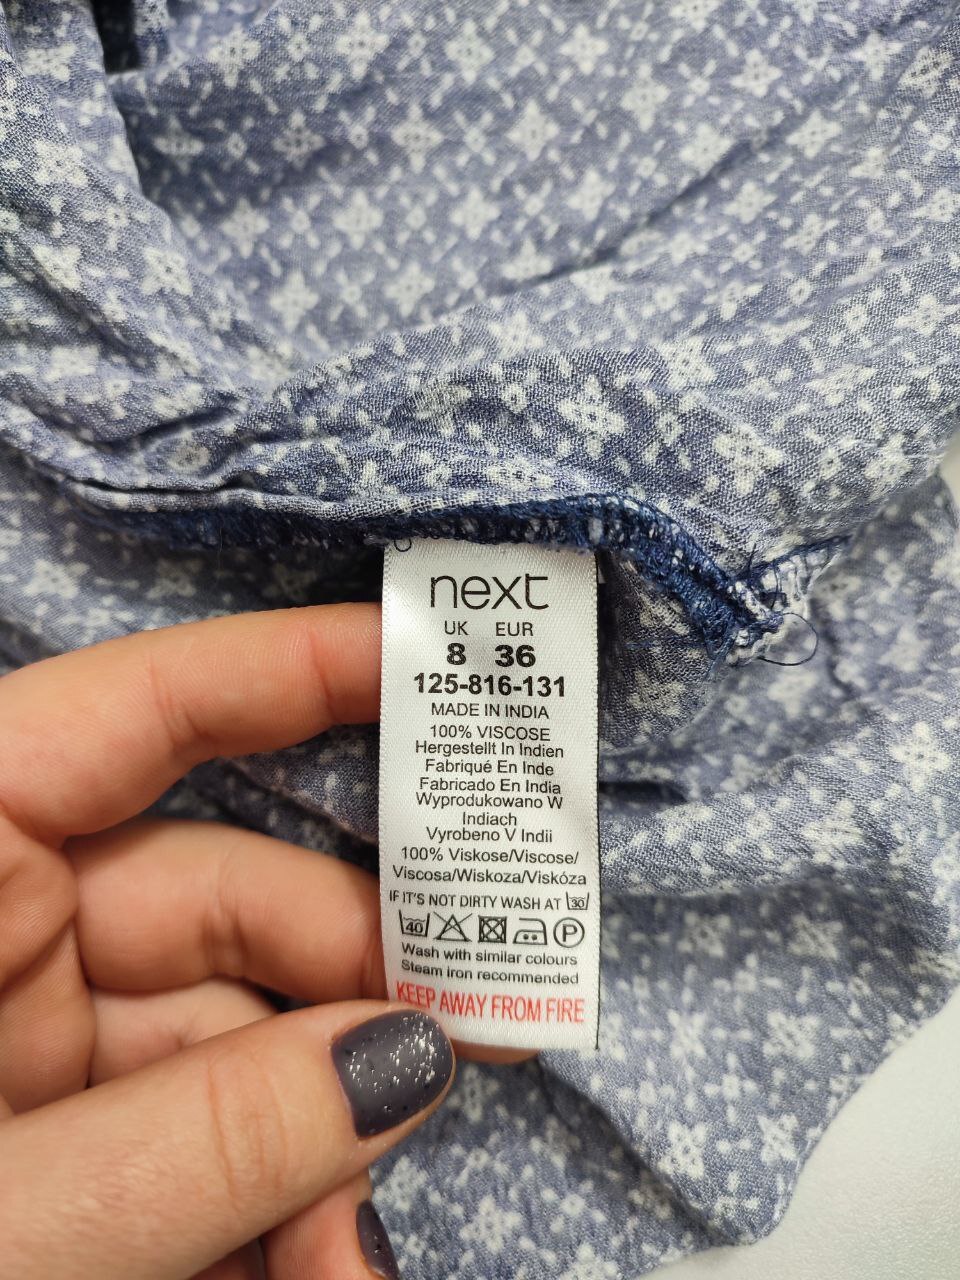 next
UK EUR
8 36
125-816-131
MADE IN INDIA
100% VISCOSE
Hergestellt In Indien
Fabriqué En Inde
Fabricado En India
Wyprodukowano W
Indiach
Vyrobeno V Indii
100% Viskose/Viscose/
Viscosa/Wiskoza/Viskóza
IF IT'S NOT DIRTY WASH AT 30
40 P
Wash with similar colours
Steam iron recommended
KEEP AWAY FROM FIRE